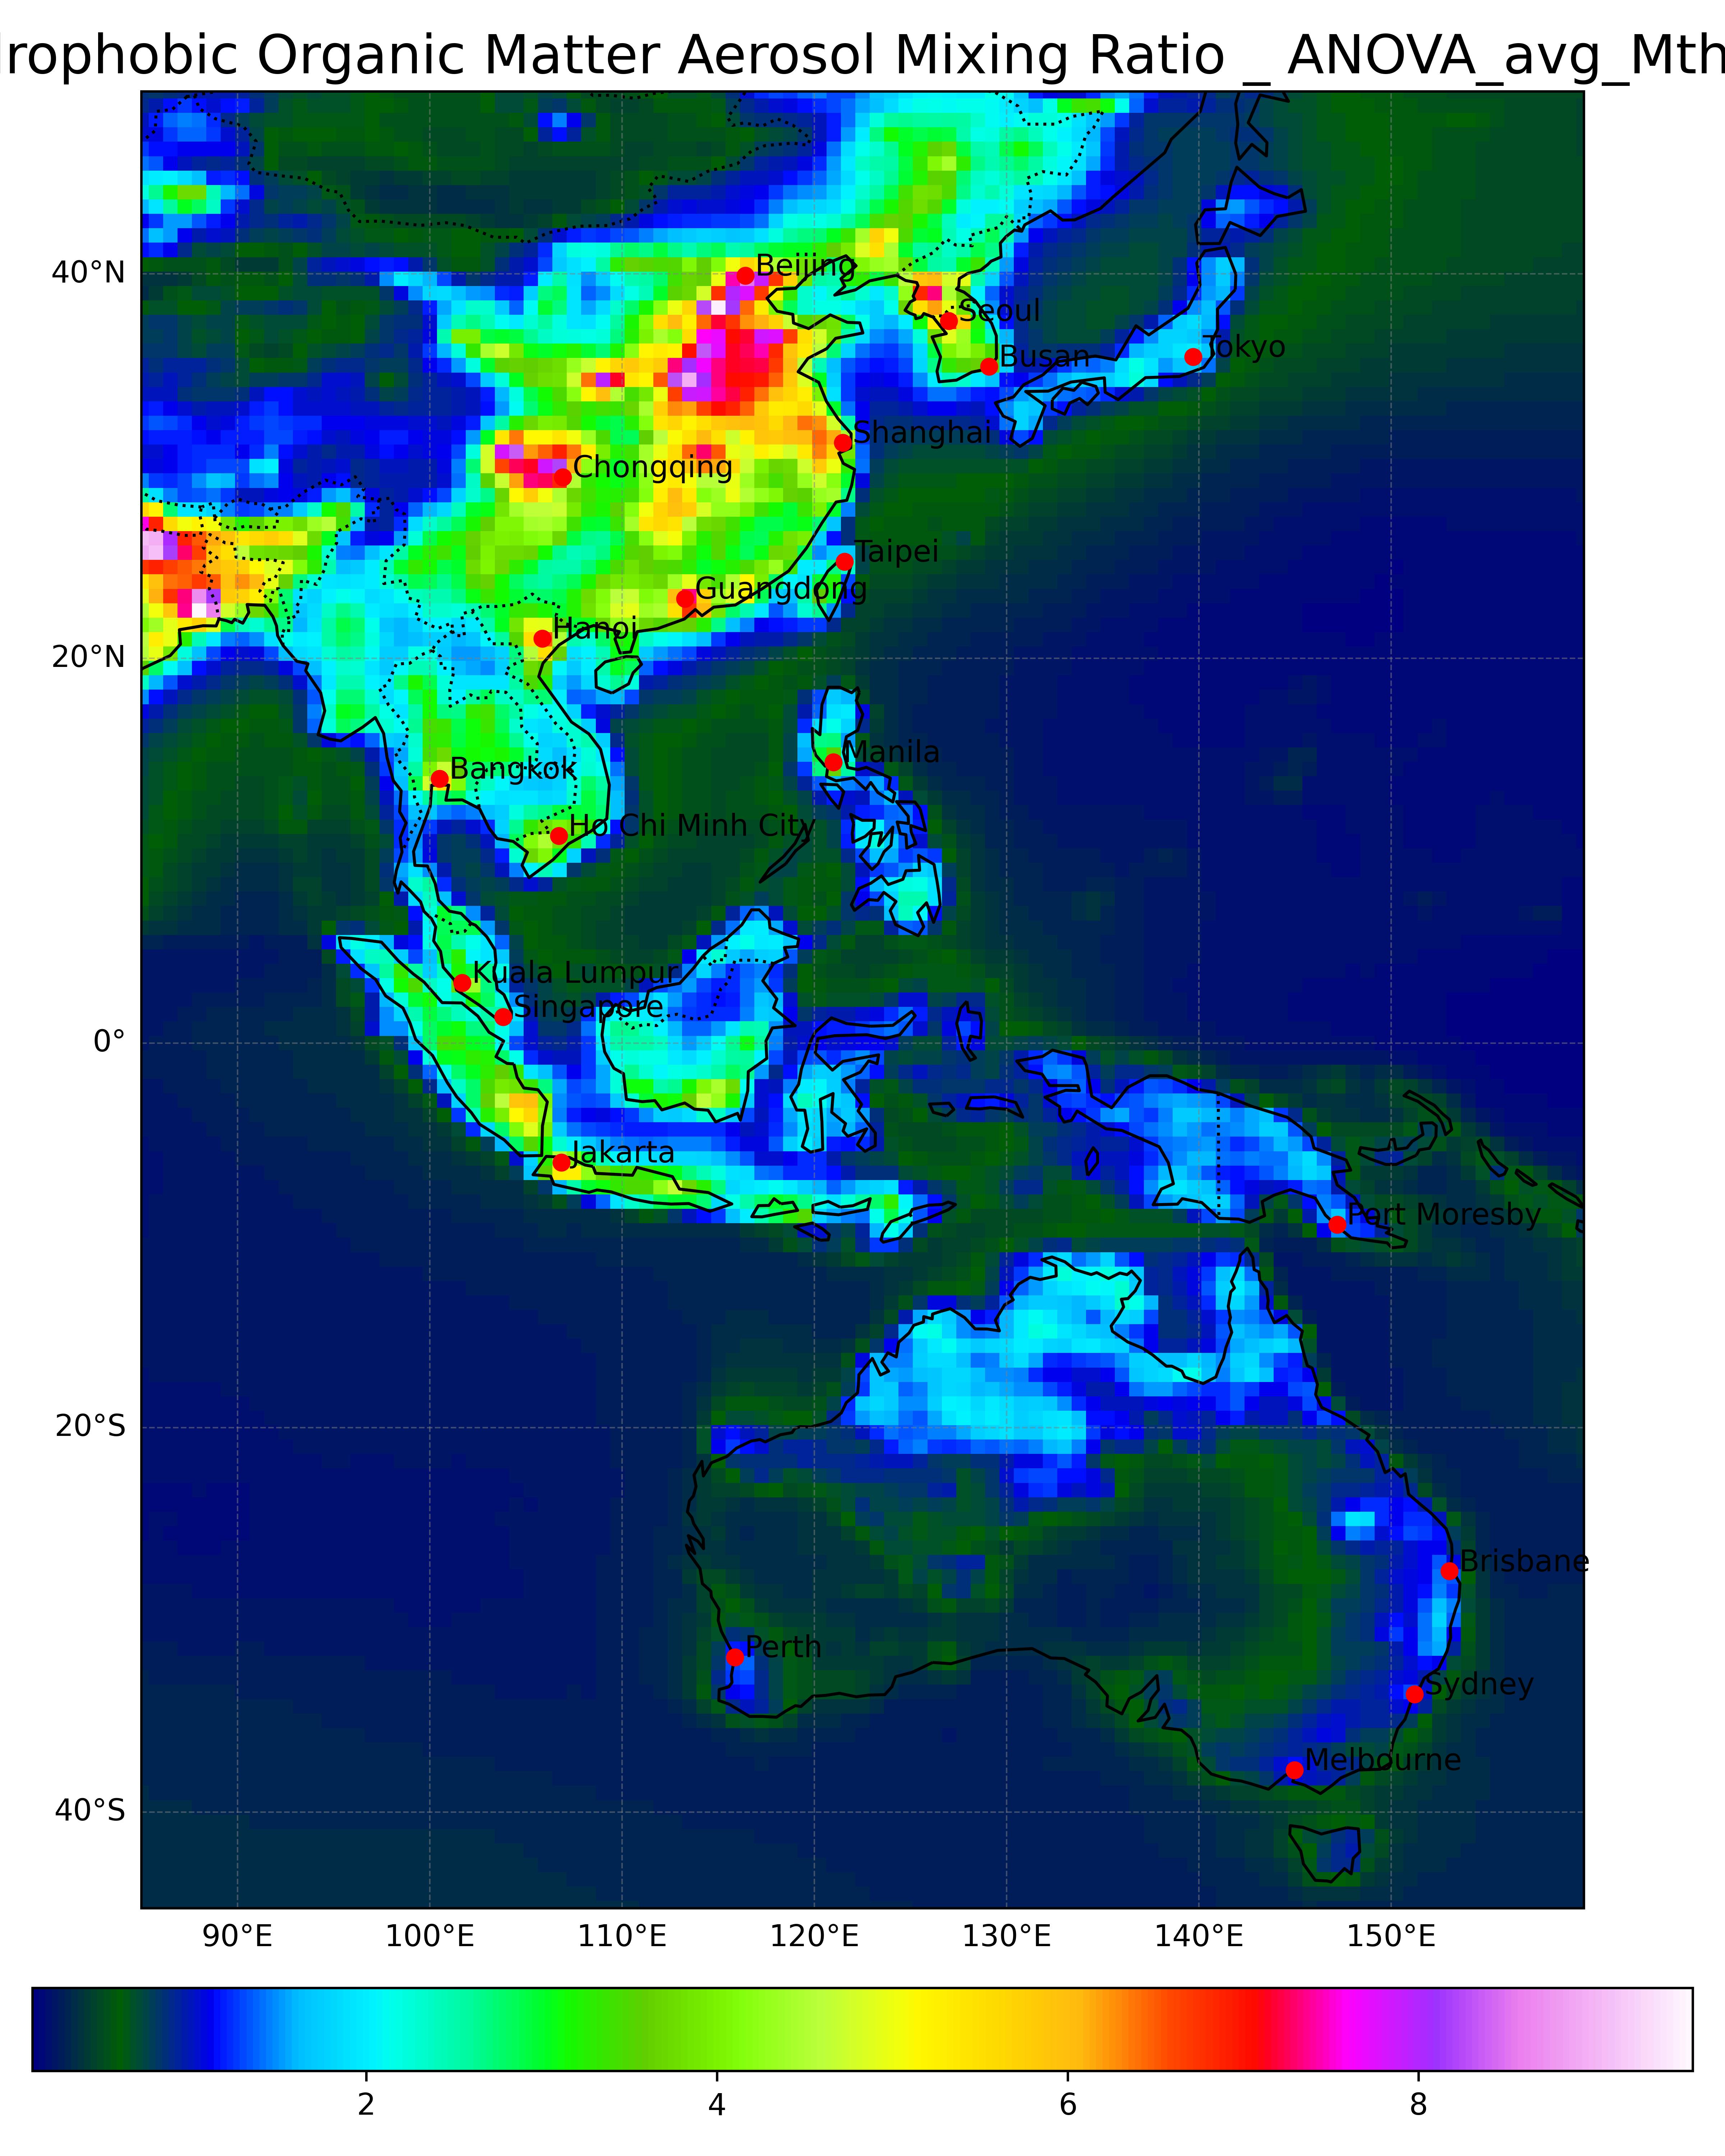 rophobic Organic Matter Aerosol Mixing Ratio _ ANOVA_avg_Mth
40°N
20°N
0°
20°S
40°S
Beijing
Seoul
Busan
Tokyo
Shanghai
Chongqing
Taipei
Guangdong
Hanoi
Manila
Bangkok
Ho Chi Minh City
Kuala Lumpur
Singapore
Jakarta
Port Moresby
Brisbane
Perth
Sydney
Melbourne
90°E 100°E 110°E 120°E 130°E 140°E 150°E
2 4 6 8